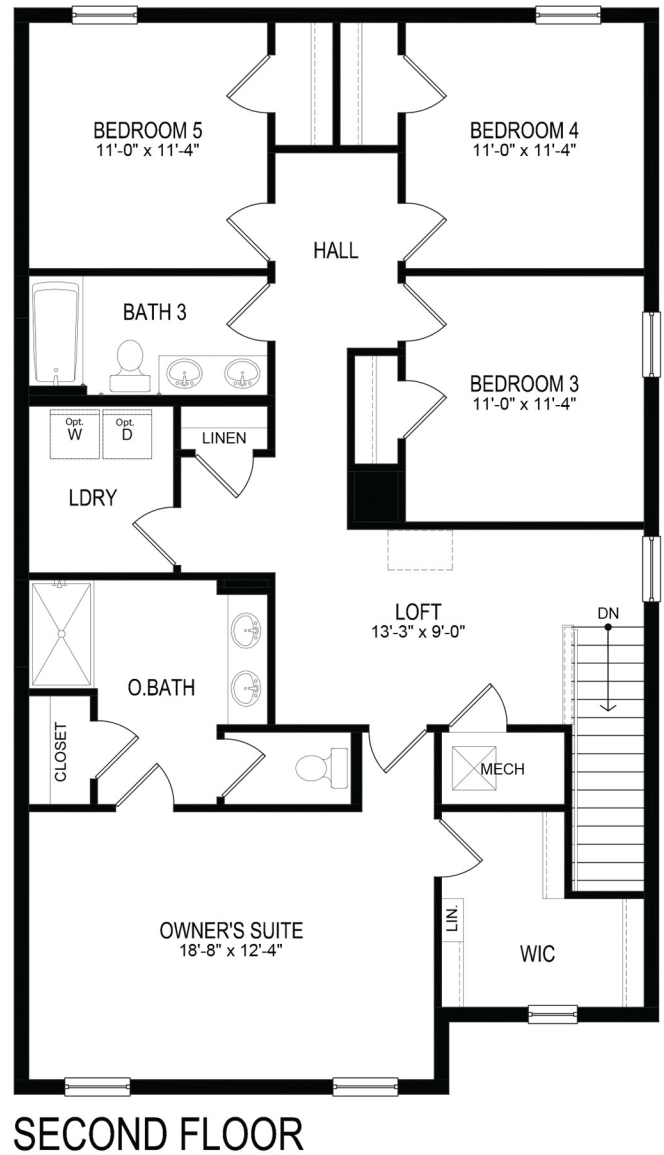 BEDROOM 5
11'-0" x 11'-4"
BEDROOM 4
11'-0" x 11'-4"
HALL
BATH 3
BEDROOM 3
11'-0" x 11'-4"
Opt.
W
Opt.
D
LINEN
LDRY
LOFT
13'-3" x 9'-0"
DN
O.BATH
CLOSET
MECH
OWNER'S SUITE
18'-8" x 12'-4"
LIN.
WIC
SECOND FLOOR